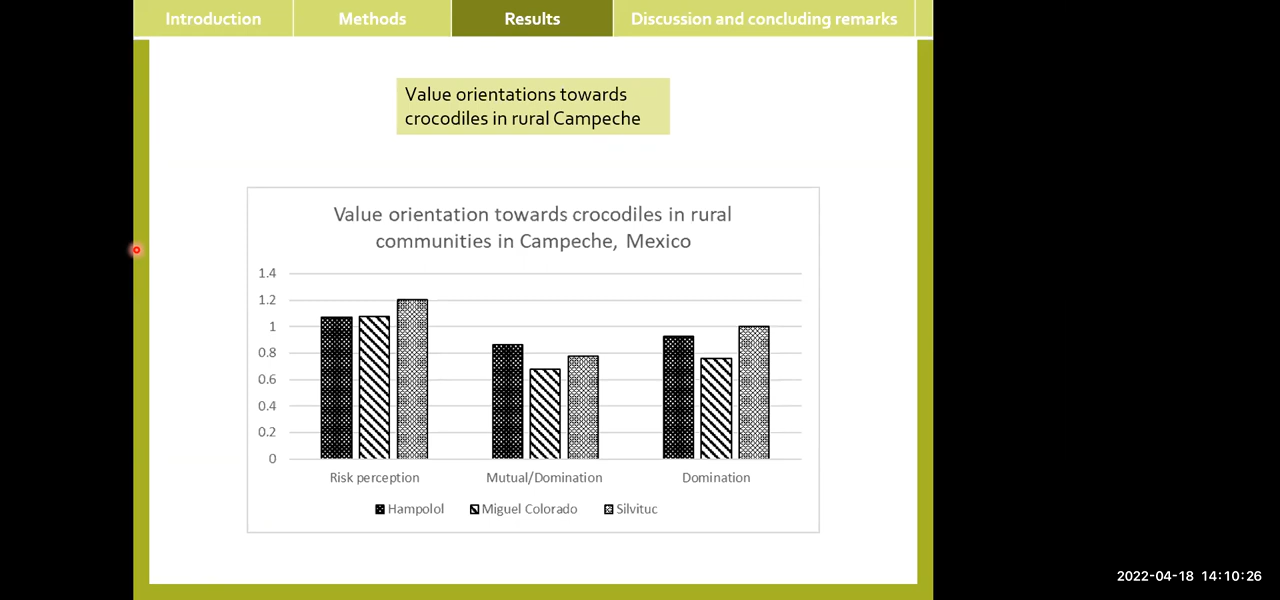 Introduction
Methods
Results
Discussion and concluding remarks
Value orientations towards
crocodiles in rural Campeche
Value orientation towards crocodiles in rural
communities in Campeche, Mexico
1.4
1.2
1
0.8
0.6
0.4
0.2
0
Risk perception
Mutual/Domination
Domination
Hampolol
Miguel Colorado
Silvituc
2022-04-18 14:10:26